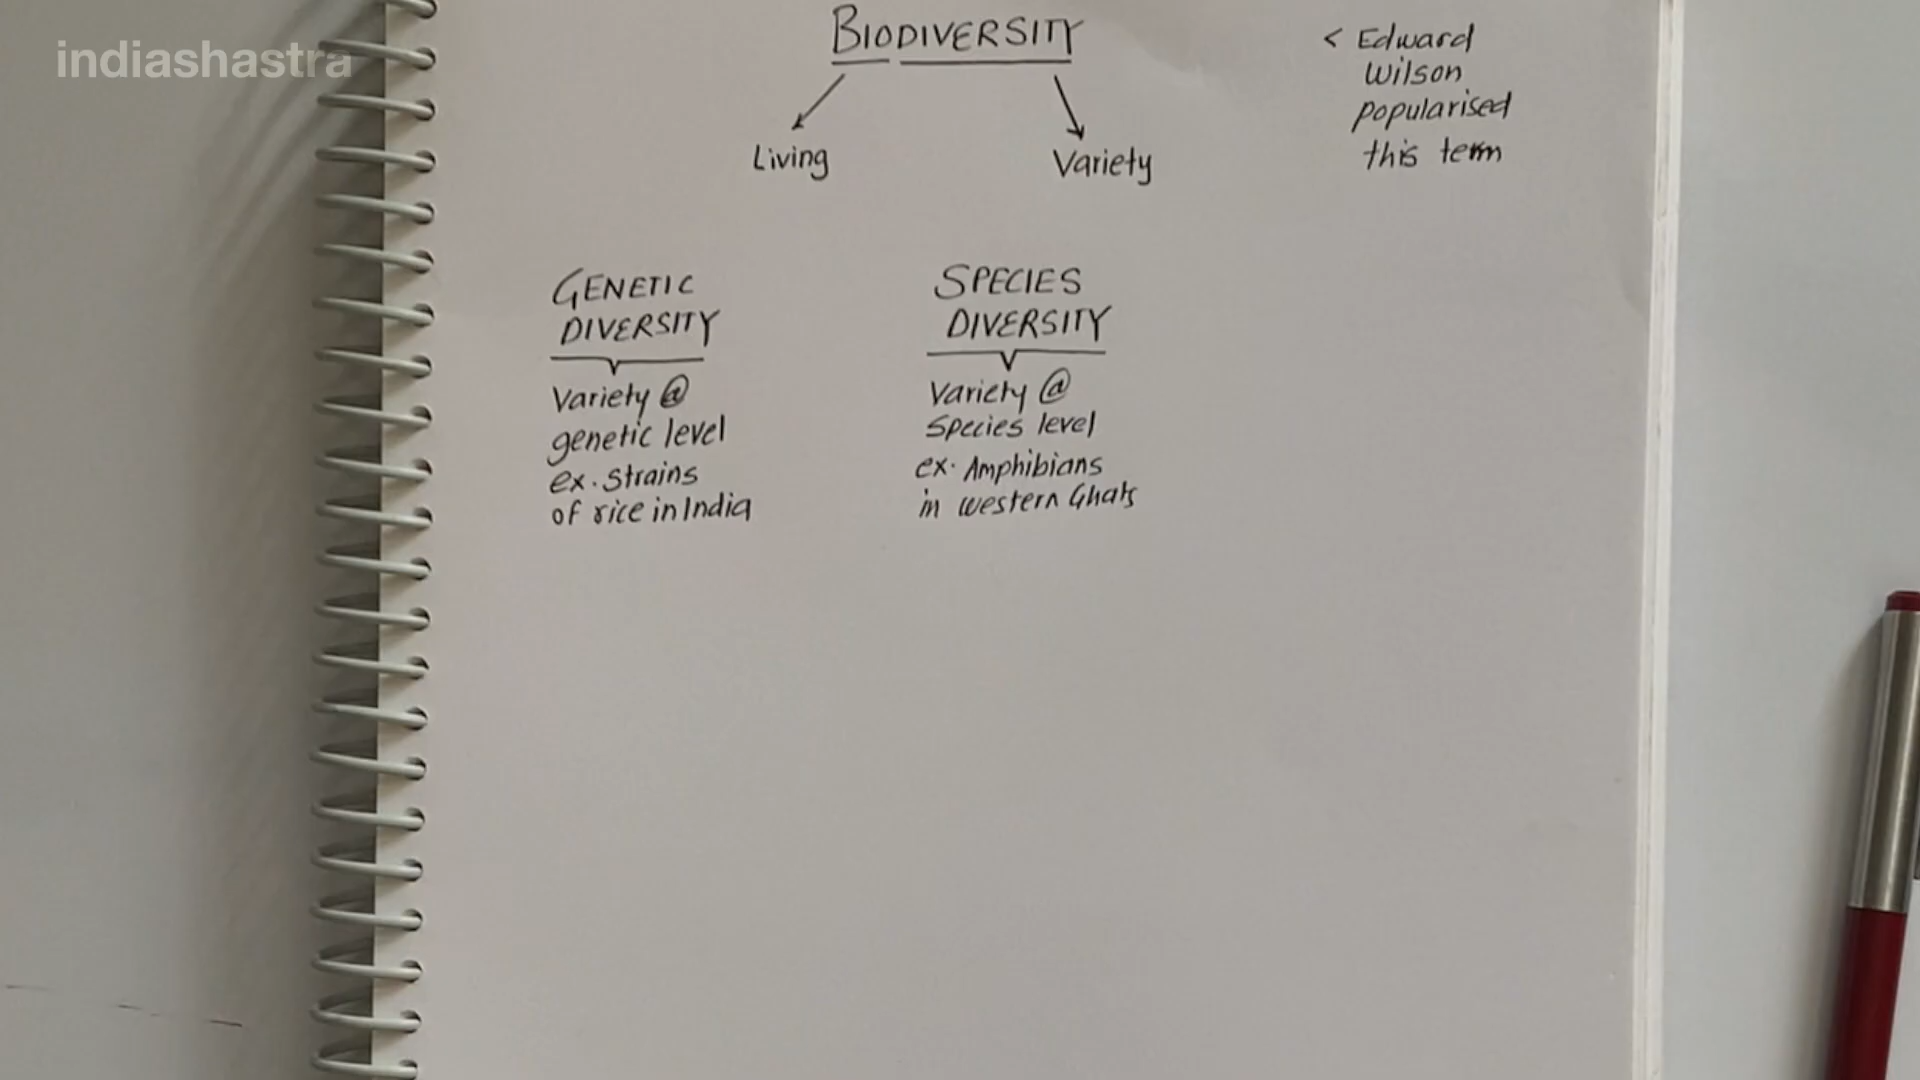 indiashastra
BIODIVERSITY
Living
Variety
< Edward
Wilson
popularised
this term
GENETIC
DIVERSITY
Variety @
genetic level
ex. Strains
of rice in India
SPECIES
DIVERSITY
Variety @
Species level
ex. Amphibians
in western Ghats